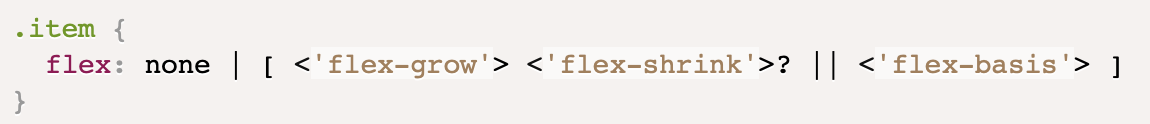 .item {
  flex: none | [ <'flex-grow'> <'flex-shrink'>? || <'flex-basis'> ]
}